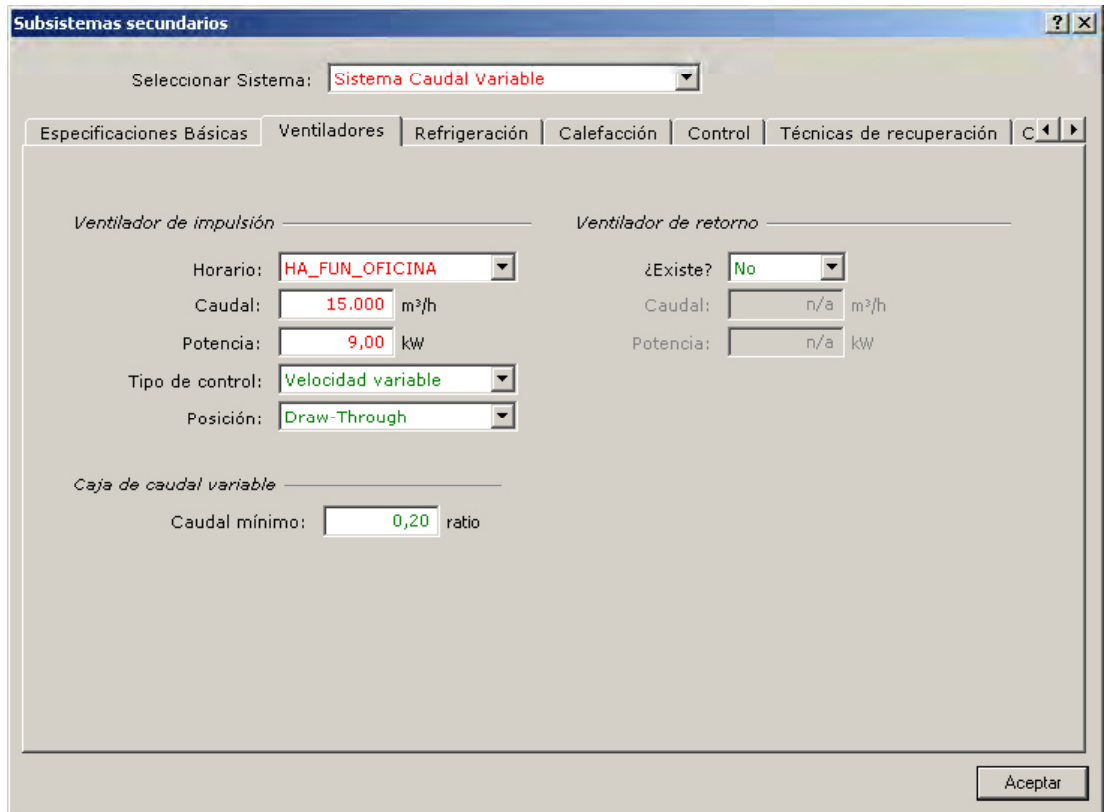 Subsistemas secundarios
Seleccionar Sistema: Sistema Caudal Variable
Especificaciones Básicas Ventiladores Refrigeración Calefacción Control Técnicas de recuperación C
Ventilador de impulsión
Horario: HA_FUN_OFICINA
Caudal: 15.000 m³/h
Potencia: 9,00 kW
Tipo de control: Velocidad variable
Posición: Draw-Through
Ventilador de retorno
¿Existe? No
Caudal: n/a m³/h
Potencia: n/a kW
Caja de caudal variable
Caudal mínimo: 0,20 ratio
Aceptar